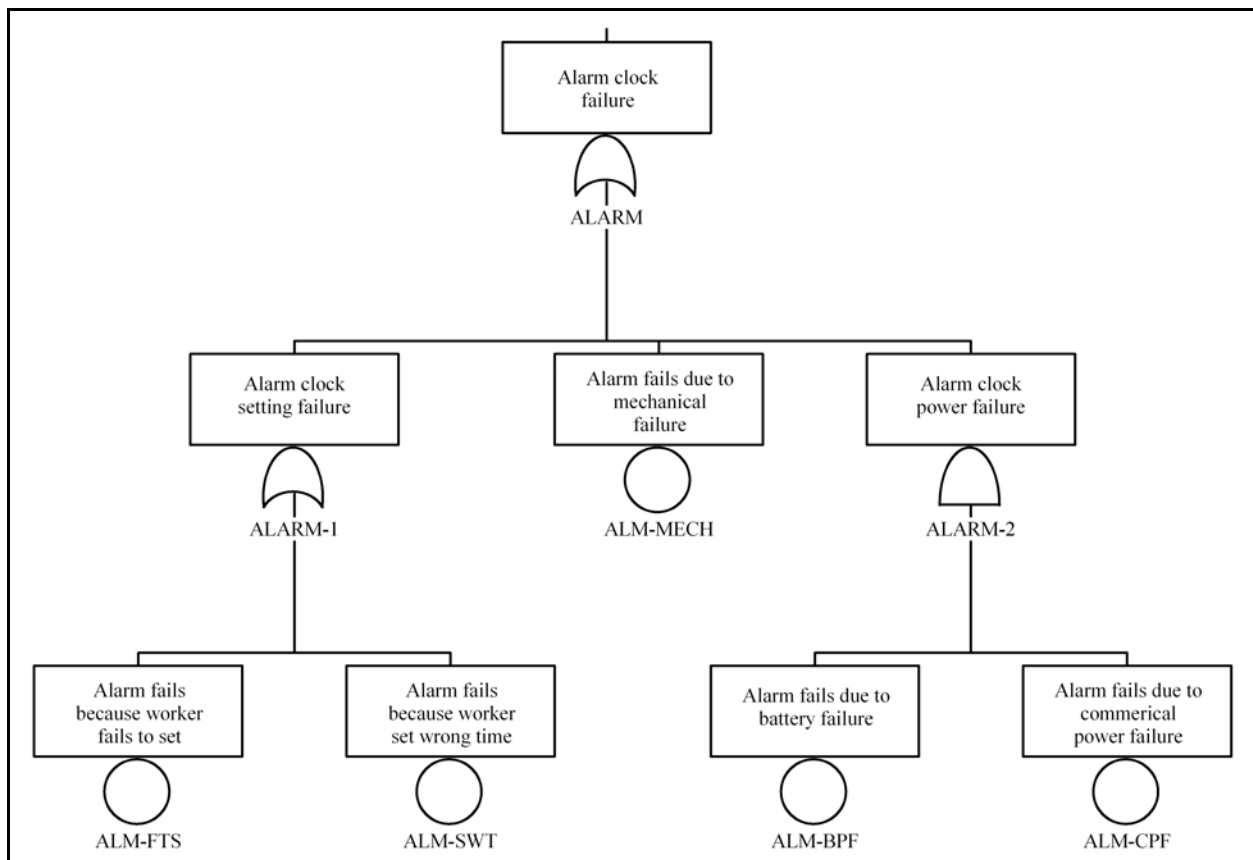 Alarm clock
failure
ALARM
Alarm clock
setting failure
Alarm fails due to
mechanical
failure
Alarm clock
power failure
ALARM-1
ALM-MECH
ALARM-2
Alarm fails
because worker
fails to set
Alarm fails
because worker
set wrong time
Alarm fails due to
battery failure
Alarm fails due to
commerical
power failure
ALM-FTS
ALM-SWT
ALM-BPF
ALM-CPF